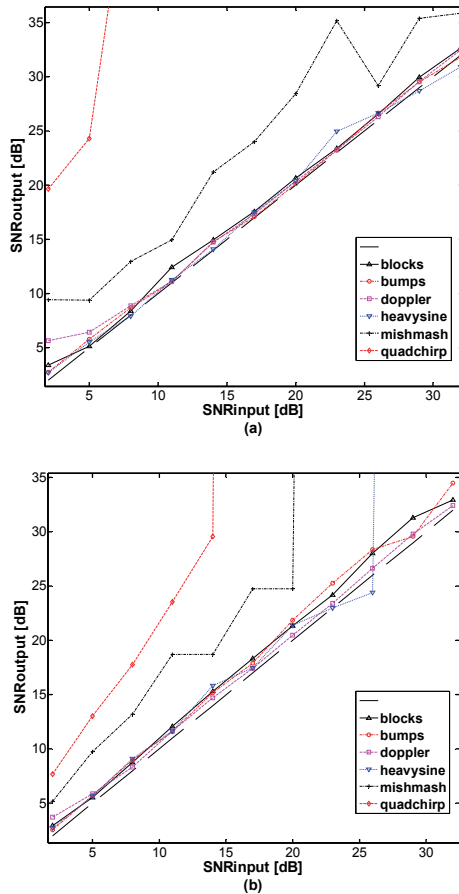 35
30
25
20
15
10
5
SNRoutput [dB]
blocks
bumps
doppler
heavysine
mishmash
quadchirp
5 10 15 20 25 30
SNRinput [dB]
(a)
35
30
25
20
15
10
5
SNRoutput [dB]
blocks
bumps
doppler
heavysine
mishmash
quadchirp
5 10 15 20 25 30
SNRinput [dB]
(b)